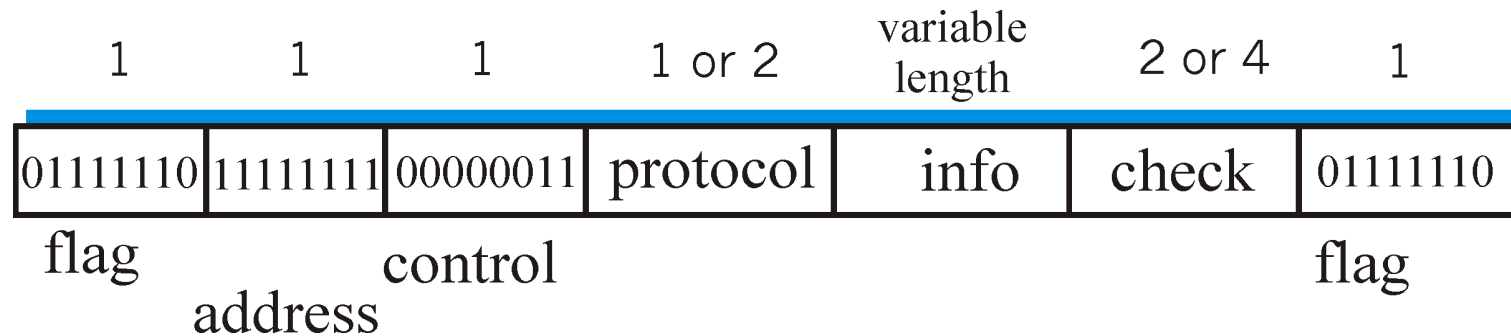 variable
1 1 1 1 or 2 length 2 or 4 1
01111110 11111111 00000011 protocol info check 01111110
flag control flag
address